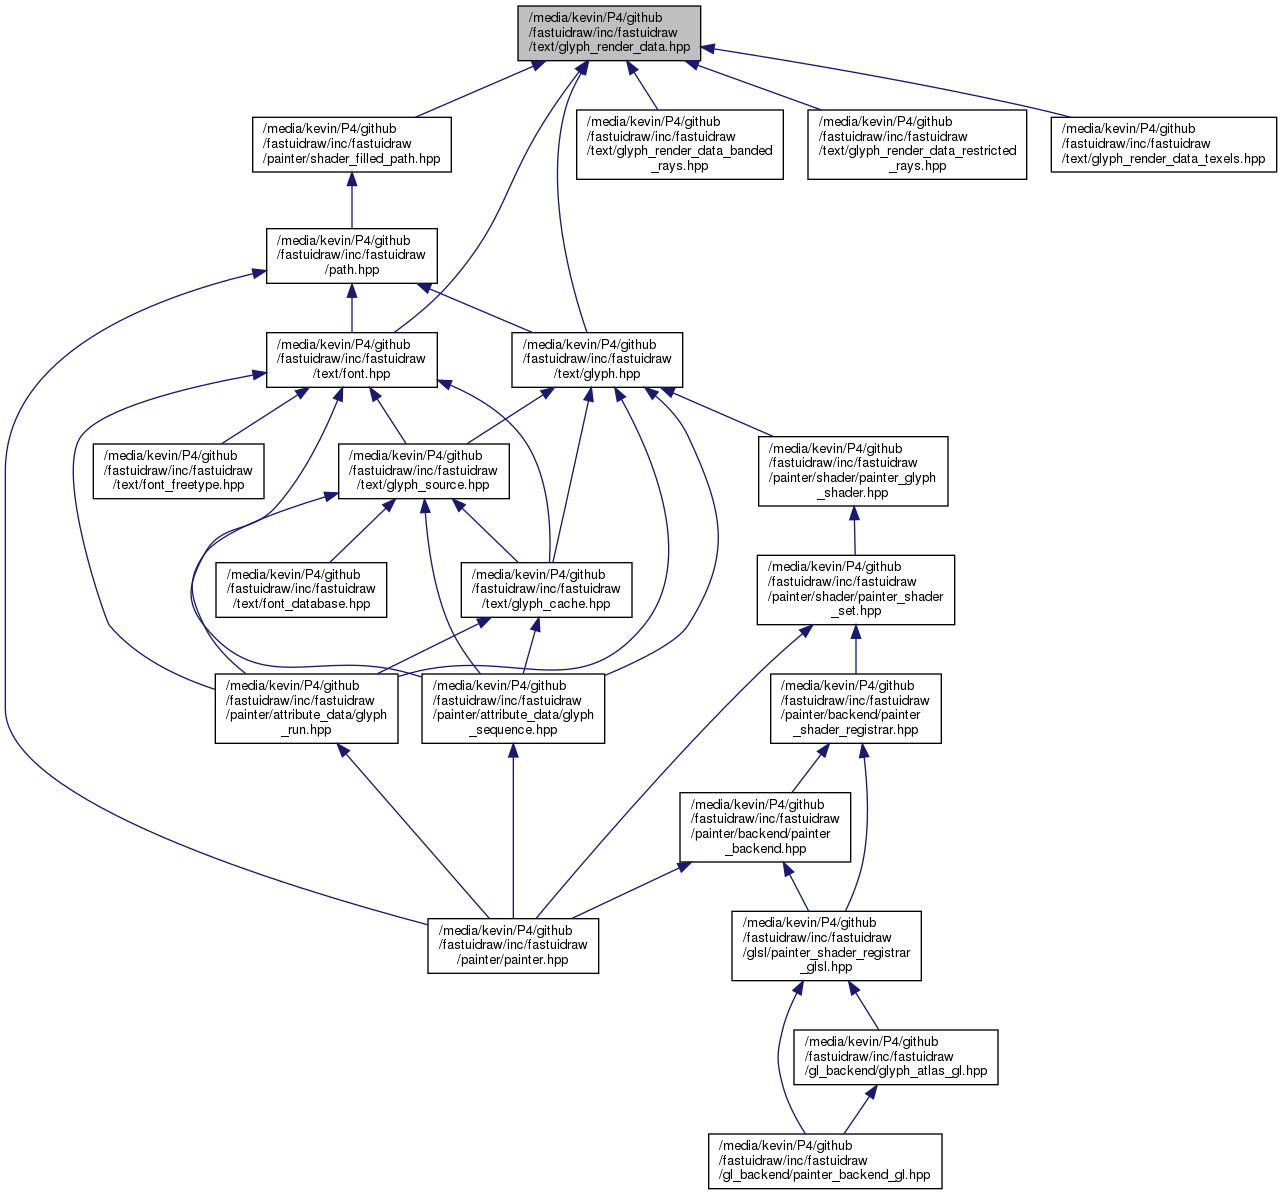 /media/kevin/P4/github
/fastuidraw/inc/fastuidraw
/text/glyph_render_data.hpp
/media/kevin/P4/github
/fastuidraw/inc/fastuidraw
/painter/shader_filled_path.hpp
/media/kevin/P4/github
/fastuidraw/inc/fastuidraw
/text/glyph_render_data_banded
_rays.hpp
/media/kevin/P4/github
/fastuidraw/inc/fastuidraw
/text/glyph_render_data_restricted
_rays.hpp
/media/kevin/P4/github
/fastuidraw/inc/fastuidraw
/text/glyph_render_data_texels.hpp
/media/kevin/P4/github
/fastuidraw/inc/fastuidraw
/path.hpp
/media/kevin/P4/github
/fastuidraw/inc/fastuidraw
/text/font.hpp
/media/kevin/P4/github
/fastuidraw/inc/fastuidraw
/text/glyph.hpp
/media/kevin/P4/github
/fastuidraw/inc/fastuidraw
/text/font_freetype.hpp
/media/kevin/P4/github
/fastuidraw/inc/fastuidraw
/text/glyph_source.hpp
/media/kevin/P4/github
/fastuidraw/inc/fastuidraw
/painter/shader/painter_glyph
_shader.hpp
/media/kevin/P4/github
/fastuidraw/inc/fastuidraw
/text/font_database.hpp
/media/kevin/P4/github
/fastuidraw/inc/fastuidraw
/text/glyph_cache.hpp
/media/kevin/P4/github
/fastuidraw/inc/fastuidraw
/painter/shader/painter_shader
_set.hpp
/media/kevin/P4/github
/fastuidraw/inc/fastuidraw
/painter/attribute_data/glyph
_run.hpp
/media/kevin/P4/github
/fastuidraw/inc/fastuidraw
/painter/attribute_data/glyph
_sequence.hpp
/media/kevin/P4/github
/fastuidraw/inc/fastuidraw
/painter/backend/painter
_shader_registrar.hpp
/media/kevin/P4/github
/fastuidraw/inc/fastuidraw
/painter/backend/painter
_backend.hpp
/media/kevin/P4/github
/fastuidraw/inc/fastuidraw
/painter/painter.hpp
/media/kevin/P4/github
/fastuidraw/inc/fastuidraw
/glsl/painter_shader_registrar
_glsl.hpp
/media/kevin/P4/github
/fastuidraw/inc/fastuidraw
/gl_backend/glyph_atlas_gl.hpp
/media/kevin/P4/github
/fastuidraw/inc/fastuidraw
/gl_backend/painter_backend_gl.hpp